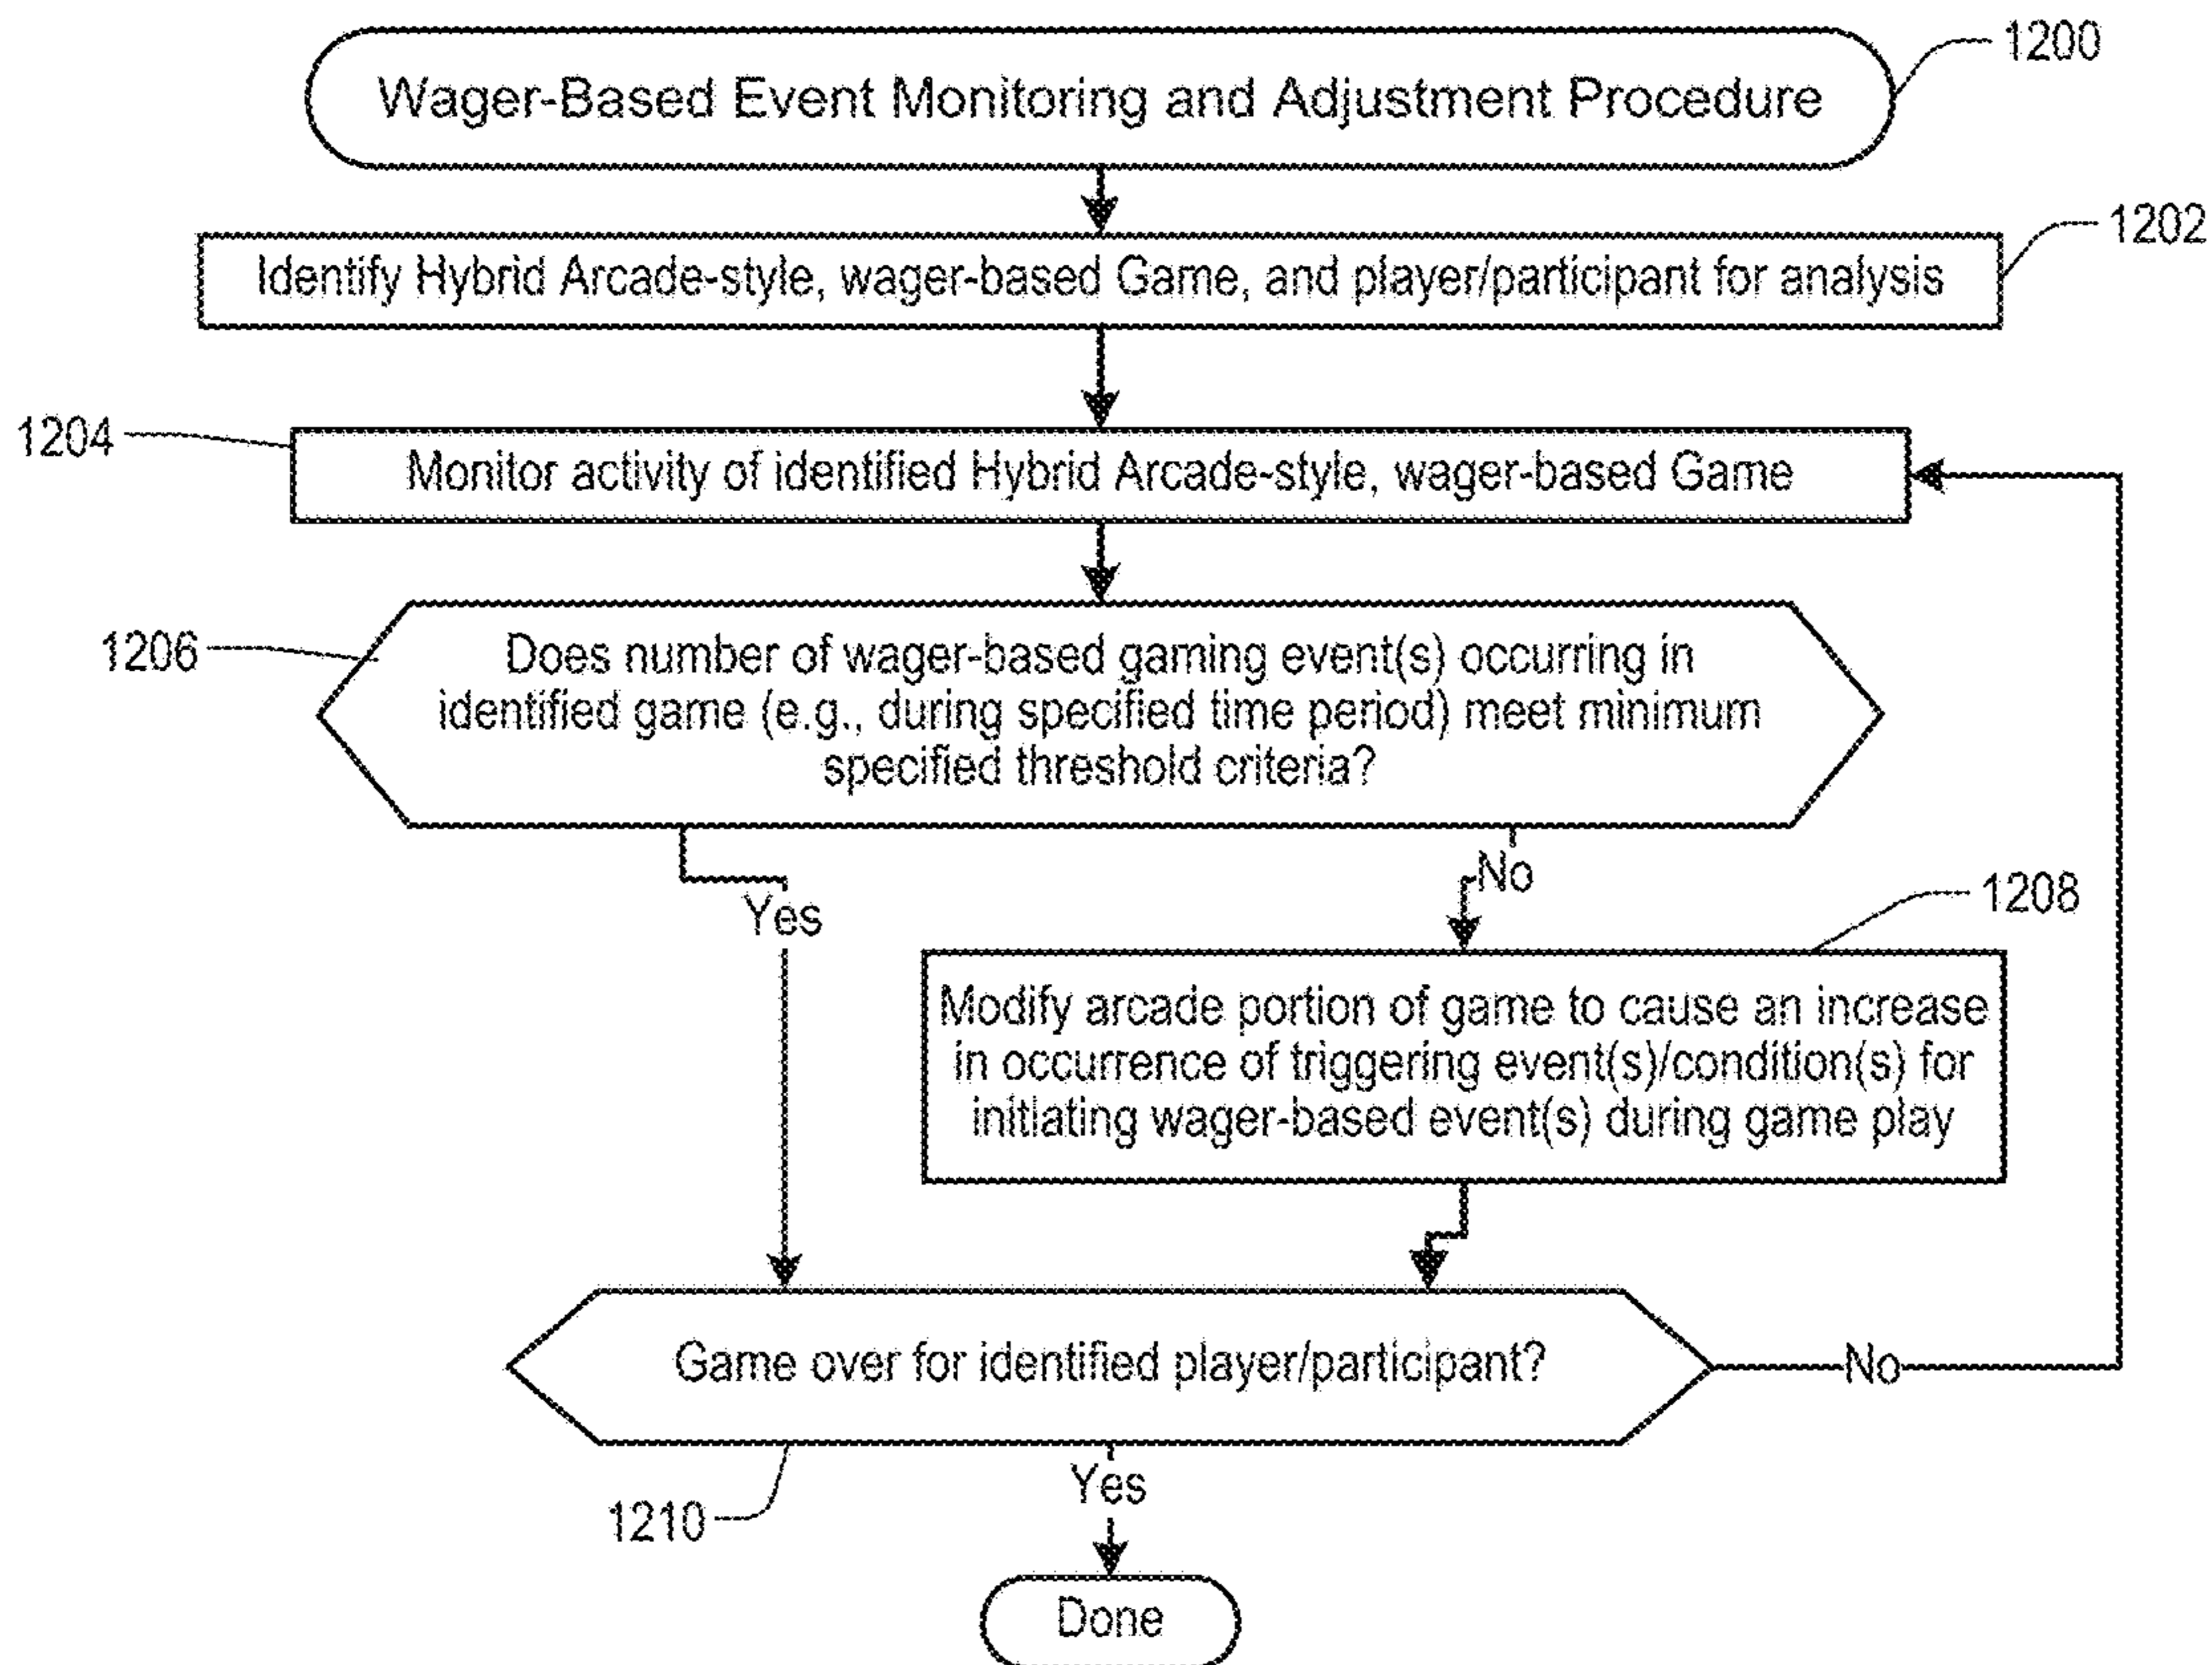 1200
Wager-Based Event Monitoring and Adjustment Procedure
1202
Identify Hybrid Arcade-style, wager-based Game, and player/participant for analysis
1204
Monitor activity of identified Hybrid Arcade-style, wager-based Game
1206
Does number of wager-based gaming event(s) occurring in
identified game (e.g., during specified time period) meet minimum
specified threshold criteria?
No
Yes
1208
Modify arcade portion of game to cause an increase
in occurrence of triggering event(s)/condition(s) for
initiating wager-based event(s) during game play
Game over for identified player/participant?
No
1210
Yes
Done